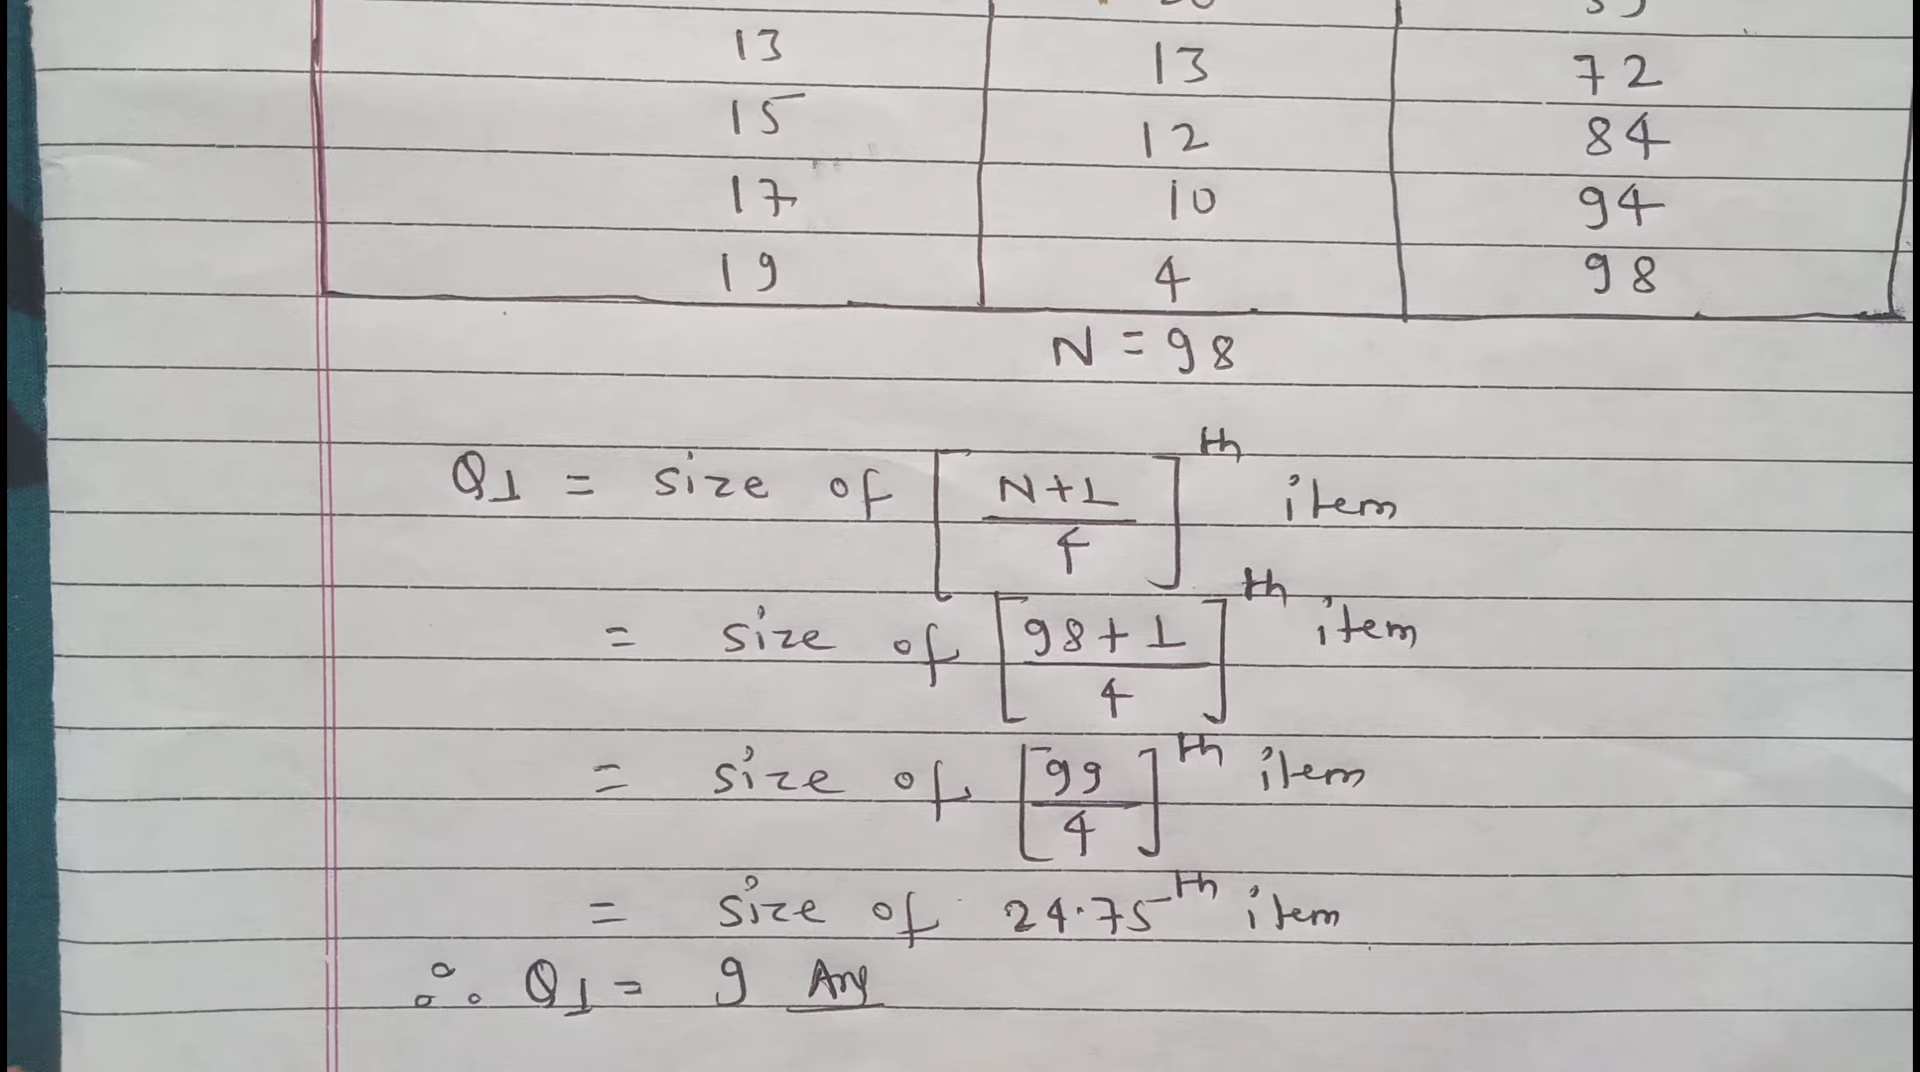 13 13 72
15 12 84
17 10 94
19 4 98
N = 98
Q1 = size of [N+1/4]th item
= size of [98+1/4]th item
= size of [99/4]th item
= size of 24.75th item
∴ Q1 = 9 Ans